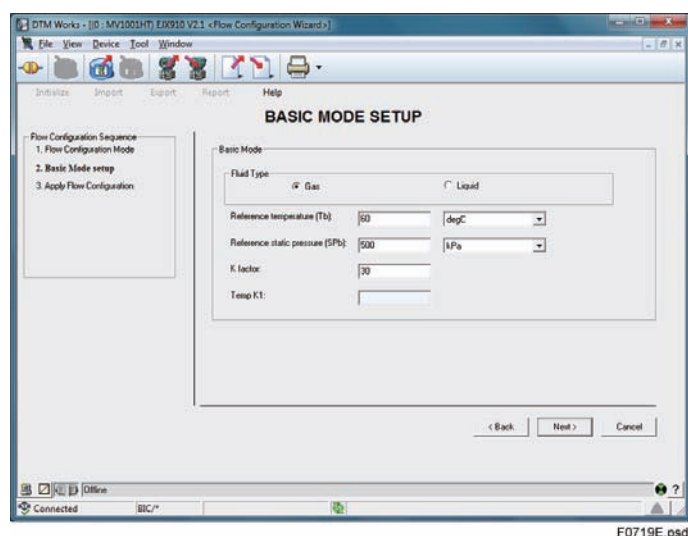 DTM Works - [(0 : MV1001HT) EJX910 V2.1 <Flow Configuration Wizard>]
File View Device Tool Window
Initialize Import Export Report Help
BASIC MODE SETUP
Flow Configuration Sequence
1. Flow Configuration Mode
2. Basic Mode setup
3. Apply Flow Configuration
Basic Mode
Fluid Type
Gas Liquid
Reference temperature (Tb): 60 degC
Reference static pressure (SPb): 500 kPa
K factor: 30
Temp K1:
< Back Next > Cancel
Offline
Connected BIC/*
F0719E.psd